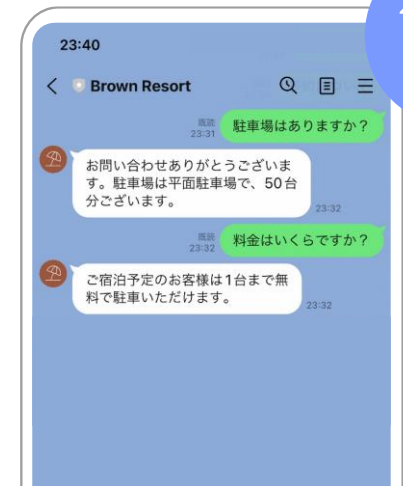 23:40
Brown Resort
既読
23:31
駐車場はありますか？
お問い合わせありがとうございま
す。駐車場は平面駐車場で、50台
分ございます。
23:32
既読
23:32
料金はいくらですか？
ご宿泊予定のお客様は1台まで無
料で駐車いただけます。
23:32